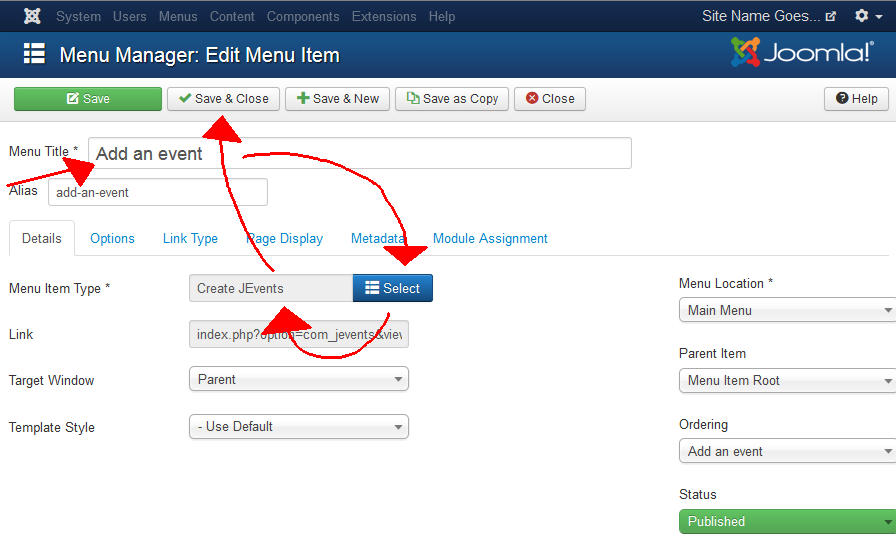 System Users Menus Content Components Extensions Help Site Name Goes...
Menu Manager: Edit Menu Item Joomla!®
Save Save & Close Save & New Save as Copy Close Help
Menu Title * Add an event
Alias add-an-event
Details Options Link Type Page Display Metadata Module Assignment
Menu Item Type * Create JEvents Select
Menu Location *
Main Menu
Link index.php?option=com_jevents&view
Parent Item
Target Window Parent
Menu Item Root
Ordering
Template Style - Use Default
Add an event
Status
Published